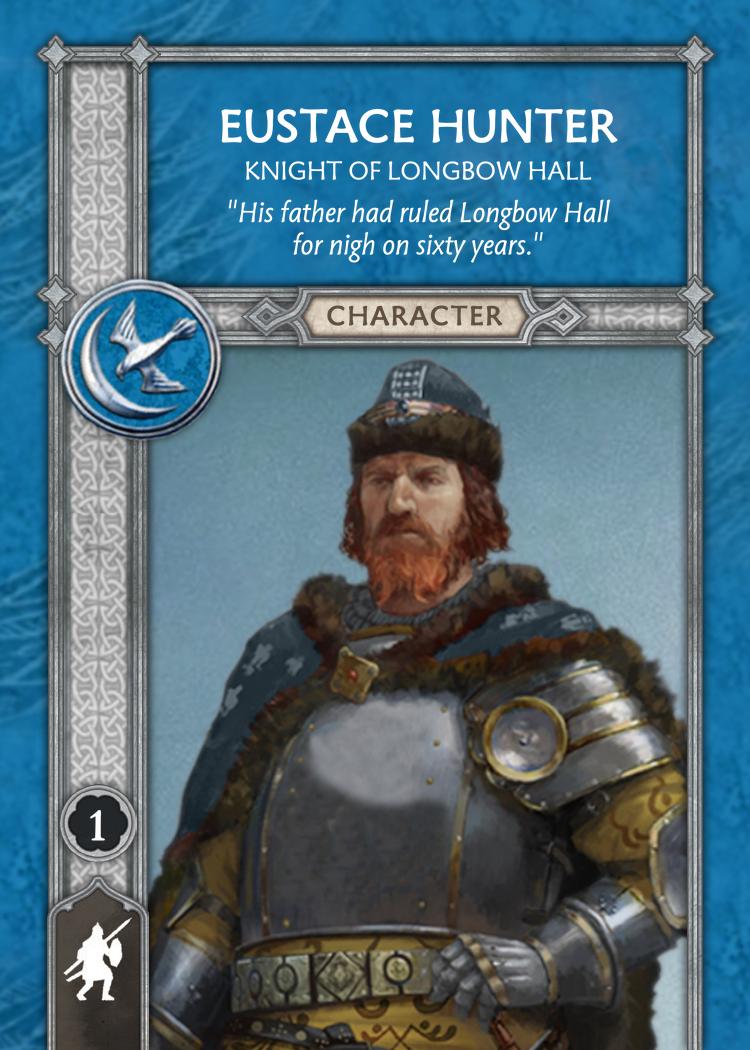 EUSTACE HUNTER
KNIGHT OF LONGBOW HALL
"His father had ruled Longbow Hall
for nigh on sixty years."
CHARACTER
1